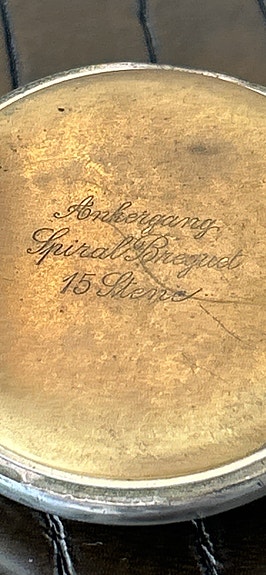 Ankergang
Spiral Breguet
15 Steine